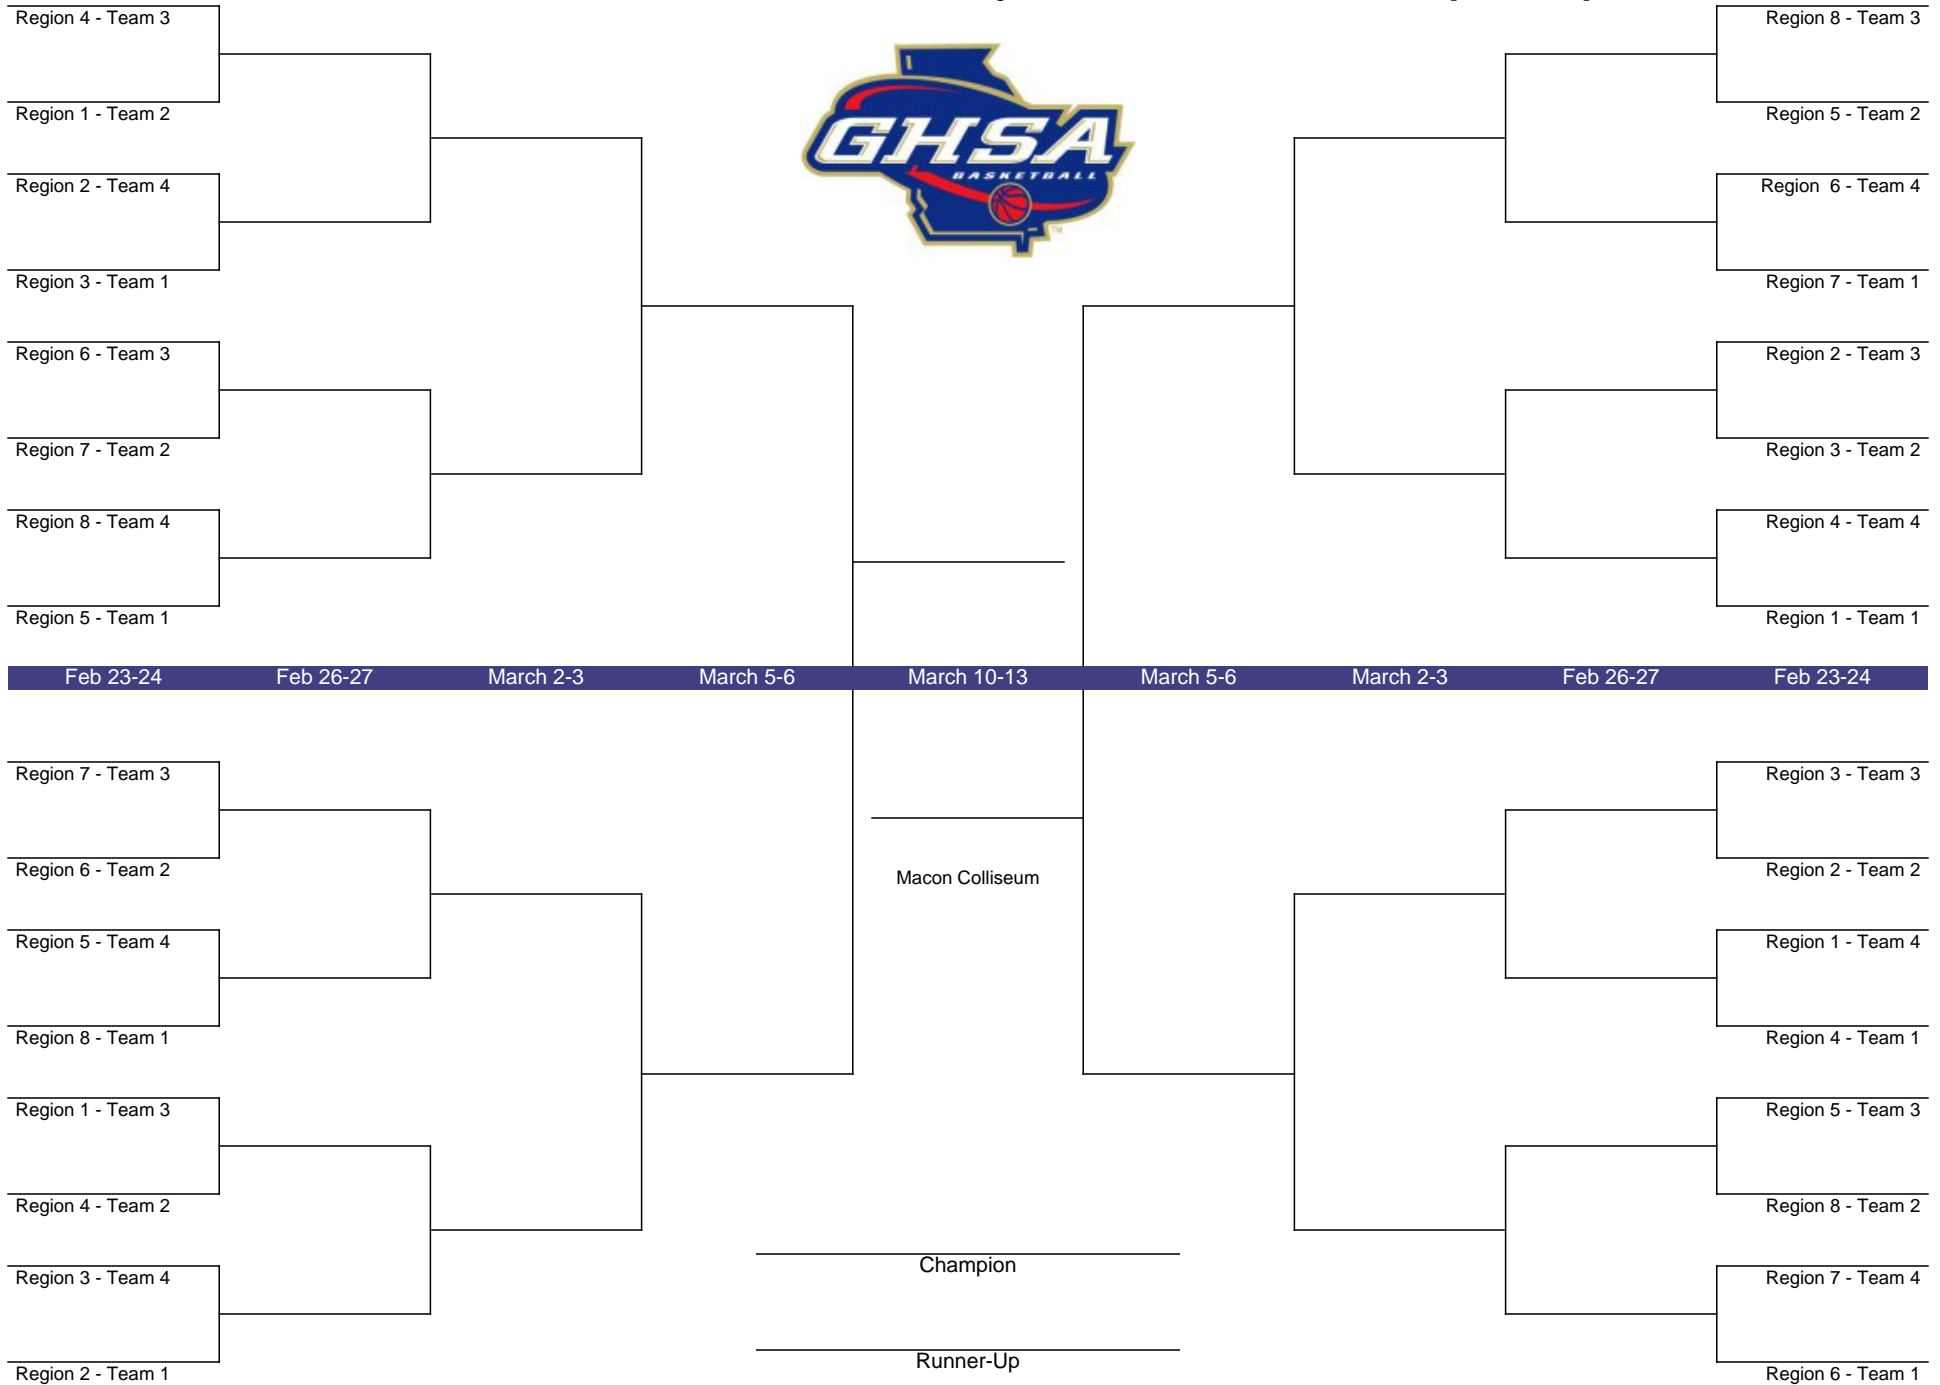 Region 4 - Team 3
Region 8 - Team 3
GHSA
BASKETBALL
TM
Region 1 - Team 2
Region 5 - Team 2
Region 2 - Team 4
Region  6 - Team 4
Region 3 - Team 1
Region 7 - Team 1
Region 6 - Team 3
Region 2 - Team 3
Region 7 - Team 2
Region 3 - Team 2
Region 8 - Team 4
Region 4 - Team 4
Region 5 - Team 1
Region 1 - Team 1
Feb 23-24 Feb 26-27 March 2-3 March 5-6 March 10-13 March 5-6 March 2-3 Feb 26-27 Feb 23-24
Region 7 - Team 3
Region 3 - Team 3
Region 6 - Team 2
Macon Colliseum
Region 2 - Team 2
Region 5 - Team 4
Region 1 - Team 4
Region 8 - Team 1
Region 4 - Team 1
Region 1 - Team 3
Region 5 - Team 3
Region 4 - Team 2
Region 8 - Team 2
Champion
Region 3 - Team 4
Region 7 - Team 4
Runner-Up
Region 2 - Team 1
Region 6 - Team 1